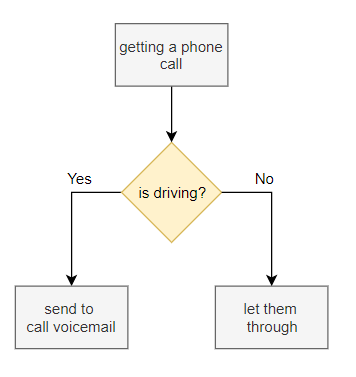 getting a phone
call
Yes
is driving?
No
send to
call voicemail
let them
through